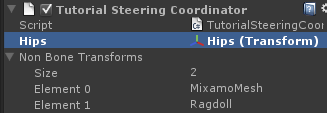 Tutorial Steering Coordinator
Script TutorialSteeringCoor
Hips Hips (Transform)
Non Bone Transforms
Size 2
Element 0 MixamoMesh
Element 1 Ragdoll